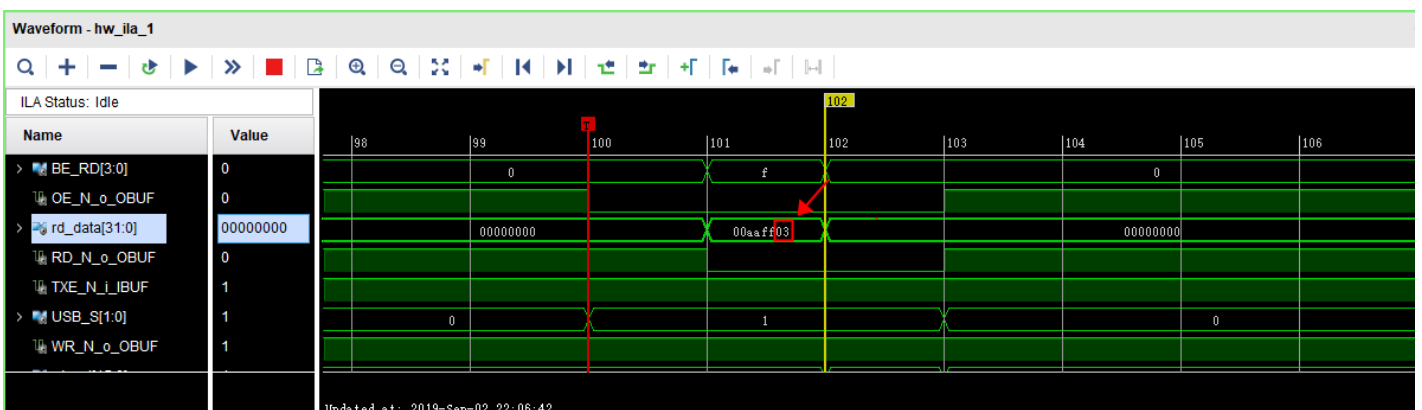 Waveform - hw_ila_1
ILA Status: Idle
102
Name Value
T
98 99 100 101 102 103 104 105 106
BE_RD[3:0] 0 0 f 0
OE_N_o_OBUF 0
rd_data[31:0] 00000000 00000000 00aaff03 00000000
RD_N_o_OBUF 0
TXE_N_i_IBUF 1
USB_S[1:0] 1 0 1 0
WR_N_o_OBUF 1
Updated at: 2019-Sep-02 22:06:42